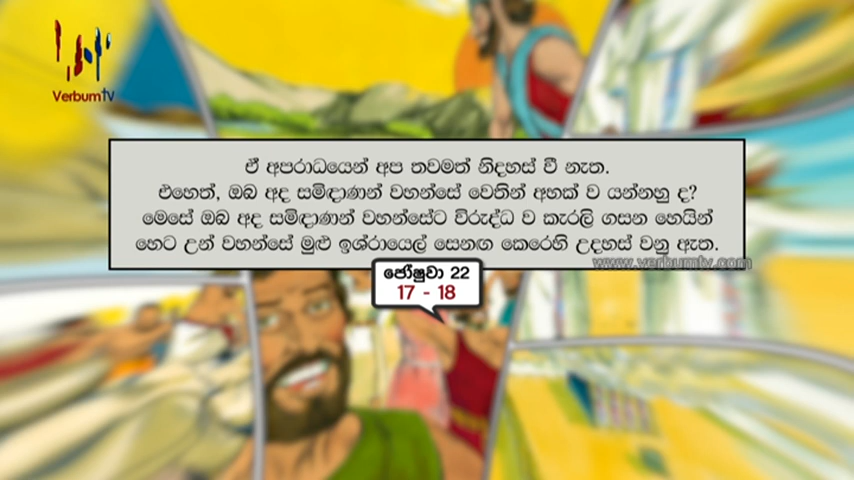 VerbumTV
ඒ අපරාධයෙන් අප තවමත් නිදහස් වී නැත.
එහෙත්, ඔබ අද සමිඳාණන් වහන්සේ වෙතින් අහක් ව යන්නහු ද?
මෙසේ ඔබ අද සමිඳාණන් වහන්සේට විරුද්ධ ව කැරලි ගසන හෙයින්
හෙට උන් වහන්සේ මුළු ඉශ්රායෙල් සෙනඟ කෙරෙහි උදහස් වනු ඇත.
www.verbumtv.com
ජෝෂුවා 22
17 - 18